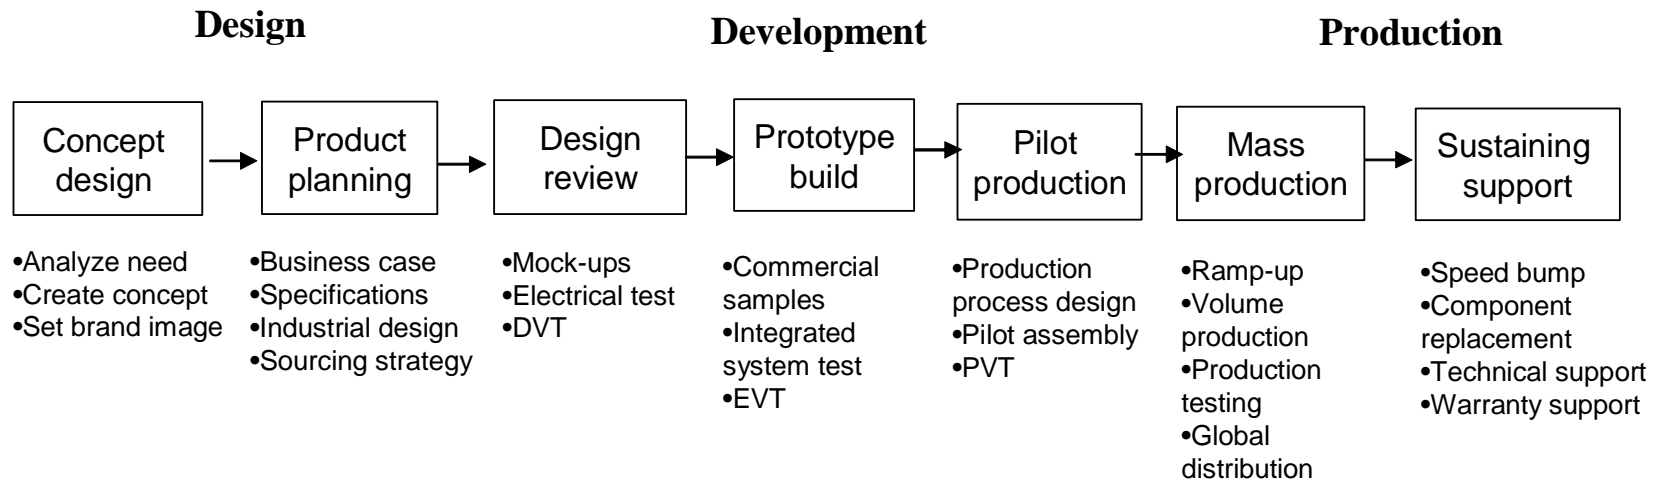 Design
Development
Production
Concept
design
Product
planning
Design
review
Prototype
build
Pilot
production
Mass
production
Sustaining
support
•Analyze need
•Create concept
•Set brand image
•Business case
•Specifications
•Industrial design
•Sourcing strategy
•Mock-ups
•Electrical test
•DVT
•Commercial
samples
•Integrated
system test
•EVT
•Production
process design
•Pilot assembly
•PVT
•Ramp-up
•Volume
production
•Production
testing
•Global
distribution
•Speed bump
•Component
replacement
•Technical support
•Warranty support